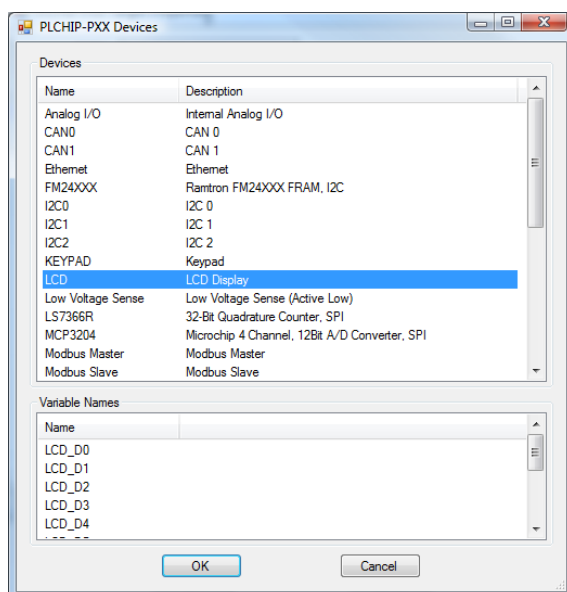 PLCHIP-PXX Devices
Devices
Name Description
Analog I/O Internal Analog I/O
CAN0 CAN 0
CAN1 CAN 1
Ethernet Ethernet
FM24XXX Ramtron FM24XXX FRAM, I2C
I2C0 I2C 0
I2C1 I2C 1
I2C2 I2C 2
KEYPAD Keypad
LCD LCD Display
Low Voltage Sense Low Voltage Sense (Active Low)
LS7366R 32-Bit Quadrature Counter, SPI
MCP3204 Microchip 4 Channel, 12Bit A/D Converter, SPI
Modbus Master Modbus Master
Modbus Slave Modbus Slave
Variable Names
Name
LCD_D0
LCD_D1
LCD_D2
LCD_D3
LCD_D4
OK Cancel